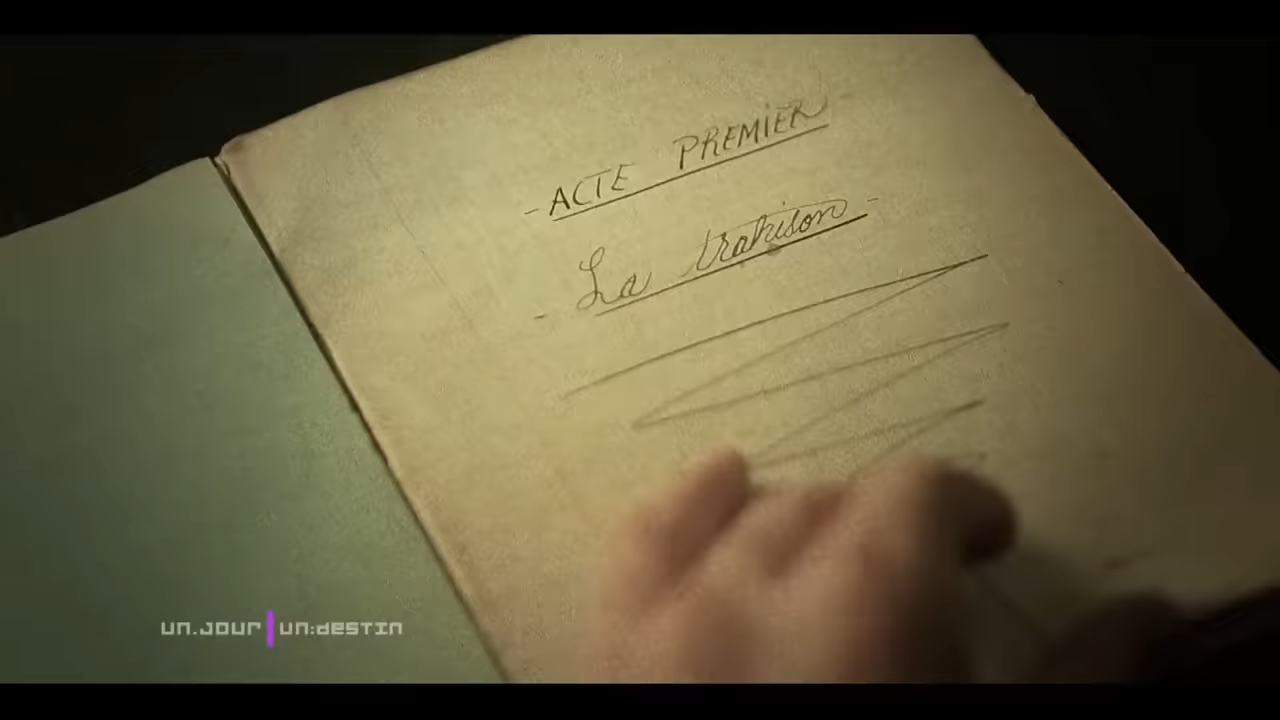 - ACTE PREMIER -
- La trahison -
un.jour|un:destin